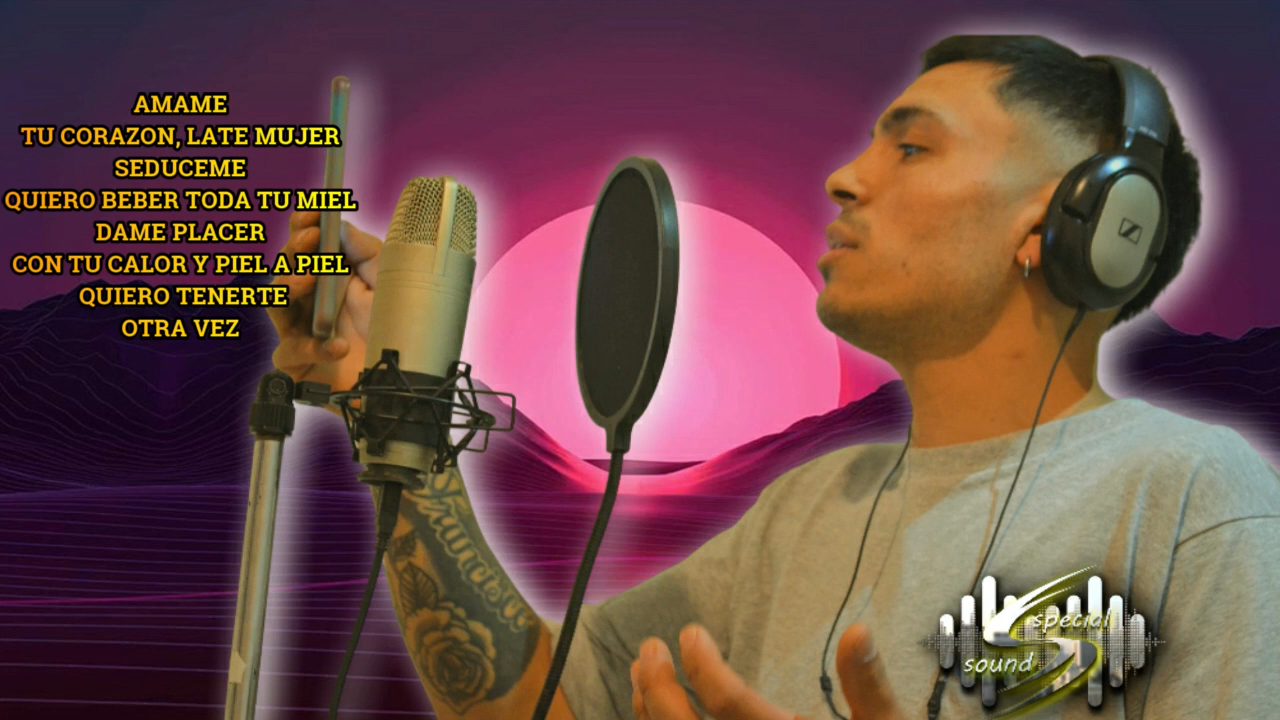 AMAME
TU CORAZON, LATE MUJER
SEDUCEME
QUIERO BEBER TODA TU MIEL
DAME PLACER
CON TU CALOR Y PIEL A PIEL
QUIERO TENERTE
OTRA VEZ
special
sound